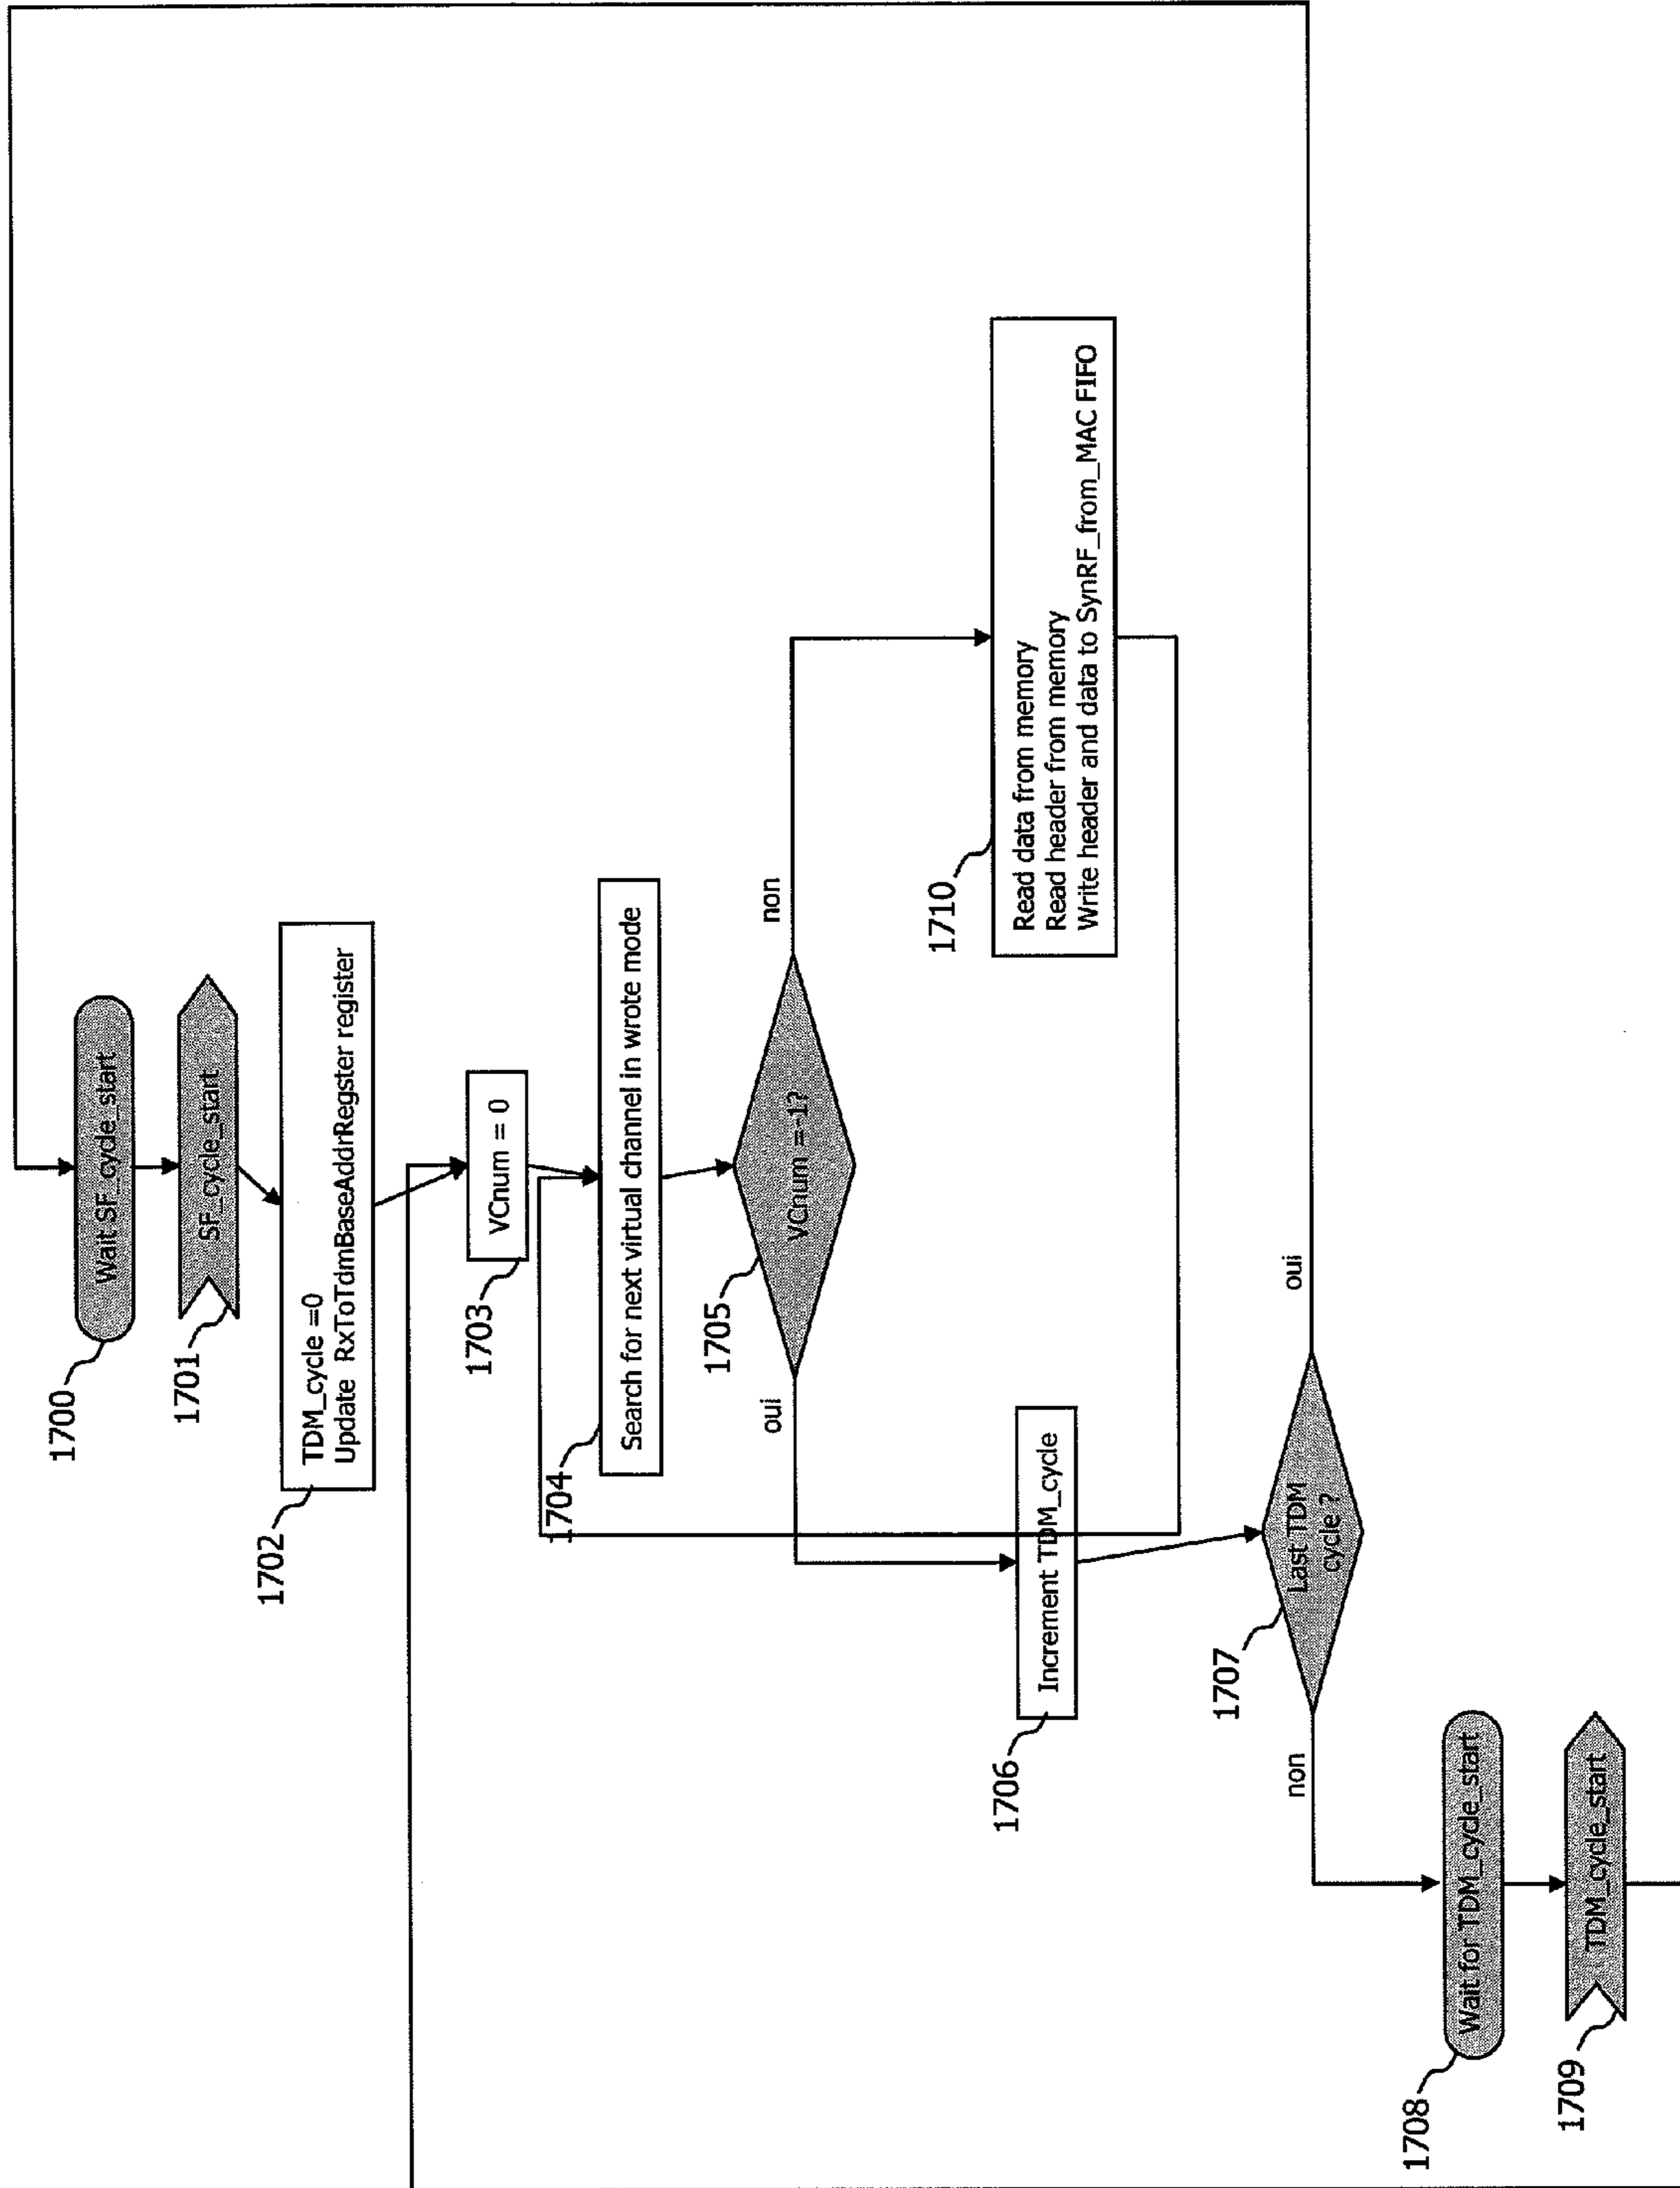 1700
Wait SF_cycle_start
1701
SF_cycle_start
1702
TDM_cycle =0
Update RxToTdmBaseAddrRegster register
1703
VCnum = 0
1704
Search for next virtual channel in wrote mode
1705
VCnum =-1?
oui
non
1706
Increment TDM_cycle
1710
Read data from memory
Read header from memory
Write header and data to SynRF_from_MAC FIFO
1707
Last TDM
cycle ?
non
oui
1708
Wait for TDM_cycle_start
1709
TDM_cycle_start